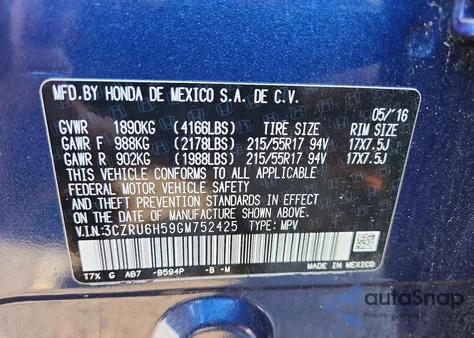 MFD.BY HONDA DE MEXICO S.A. DE C.V.
05/'16
GVWR 1890KG (4166LBS) TIRE SIZE RIM SIZE
GAWR F 988KG (2178LBS) 215/55R17 94V 17X7.5J
GAWR R 902KG (1988LBS) 215/55R17 94V 17X7.5J
THIS VEHICLE CONFORMS TO ALL APPLICABLE
FEDERAL MOTOR VEHICLE SAFETY
AND THEFT PREVENTION STANDARDS IN EFFECT
ON THE DATE OF MANUFACTURE SHOWN ABOVE.
V.I.N:3CZRU6H59GM752425 TYPE: MPV
T7X G AB7 -B594P -B -M
MADE IN MEXICO
autoSnap